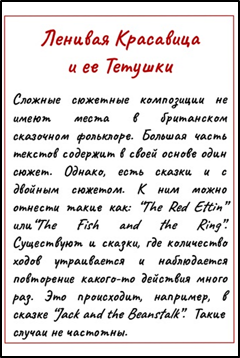 Ленивая Красавица
и ее Тетушки
Сложные сюжетные композиции не
имеют места в британском
сказочном фольклоре. Большая часть
текстов содержит в своей основе один
сюжет. Однако, есть сказки и с
двойным сюжетом. К ним можно
отнести такие как: “The Red Ettin”
или“The Fish and the Ring”.
Существуют и сказки, где количество
ходов утраивается и наблюдается
повторение какого-то действия много
раз. Это происходит, например, в
сказке “Jack and the Beanstalk”. Такие
случаи не частотны.